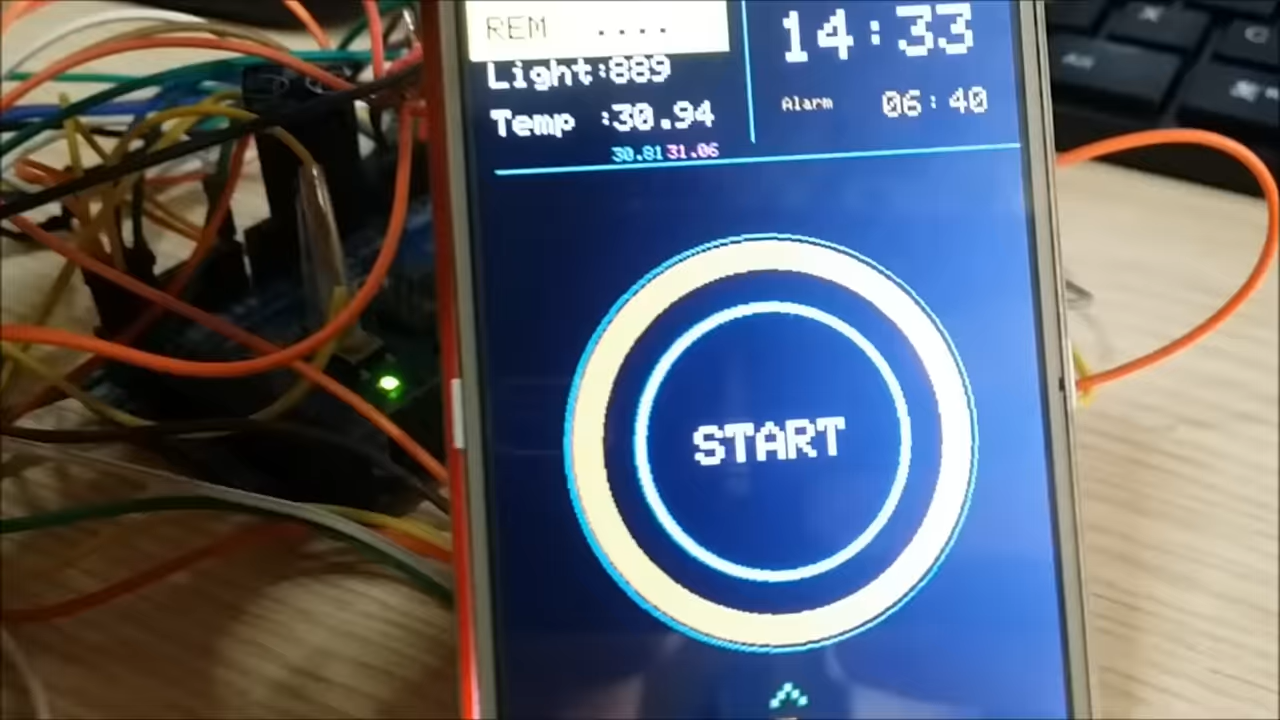 REM ....
Light:889
Temp :30.94
30.81 31.06
14:33
Alarm 06:40
START